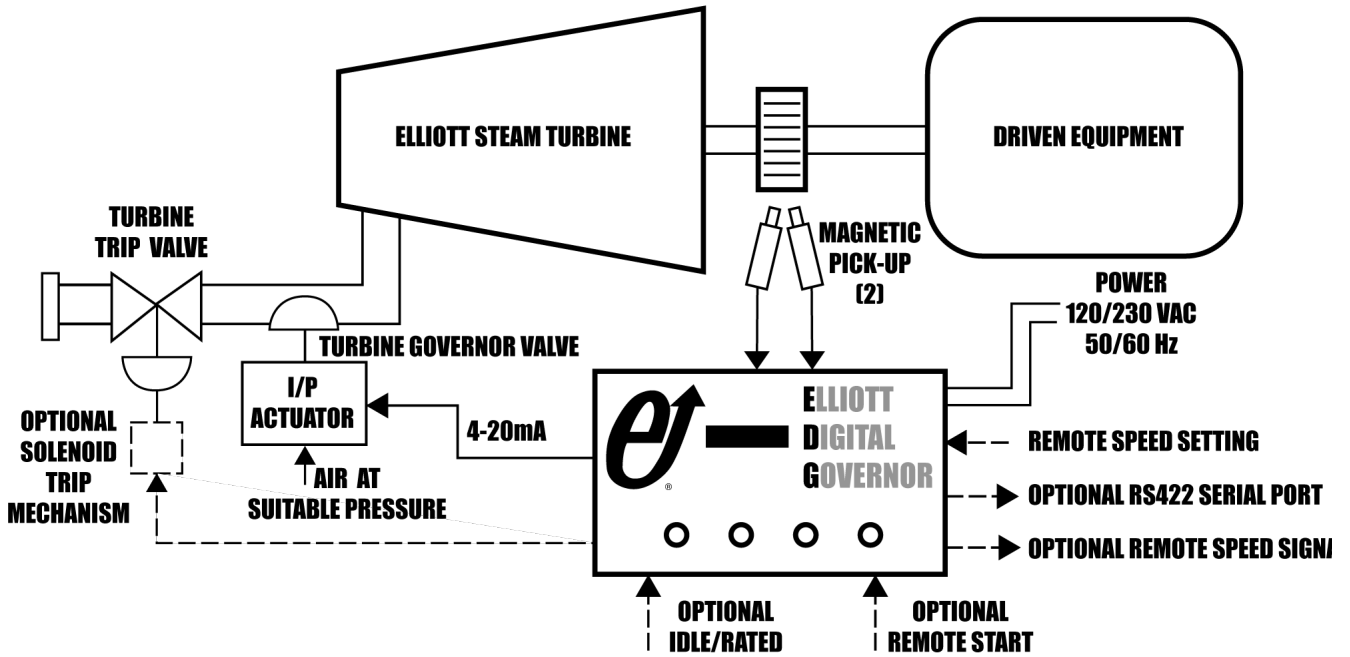 ELLIOTT STEAM TURBINE
DRIVEN EQUIPMENT
TURBINE
TRIP VALVE
MAGNETIC
PICK-UP
(2)
POWER
120/230 VAC
50/60 Hz
TURBINE GOVERNOR VALVE
I/P
ACTUATOR
4-20mA
OPTIONAL
SOLENOID
TRIP
MECHANISM
AIR AT
SUITABLE PRESSURE
ej
®
ELLIOTT
DIGITAL
GOVERNOR
REMOTE SPEED SETTING
OPTIONAL RS422 SERIAL PORT
OPTIONAL REMOTE SPEED
OPTIONAL
IDLE/RATED
OPTIONAL
REMOTE START